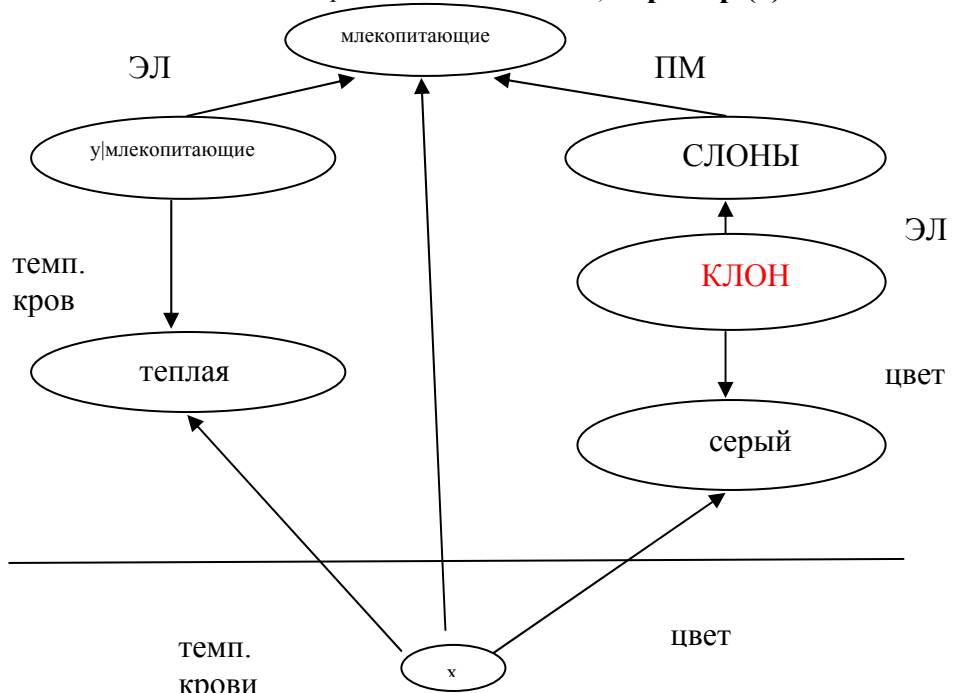 млекопитающие
ЭЛ
ПМ
у|млекопитающие
СЛОНЫ
ЭЛ
темп.
кров
КЛОН
теплая
цвет
серый
темп.
крови
цвет
х